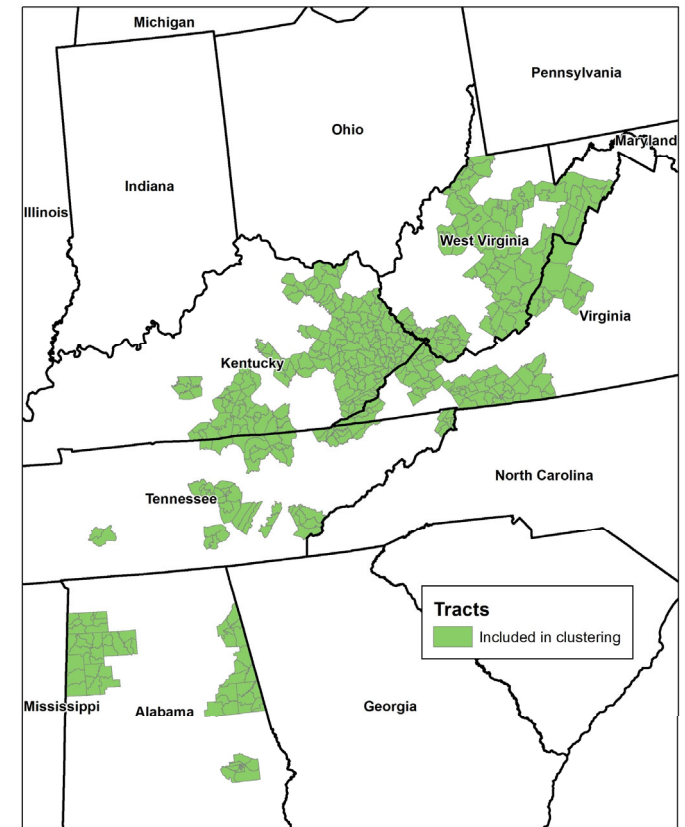 Michigan
Pennsylvania
Ohio
Maryland
Indiana
Illinois
West Virginia
Virginia
Kentucky
North Carolina
Tennessee
Tracts
Included in clustering
Mississippi
Alabama
Georgia